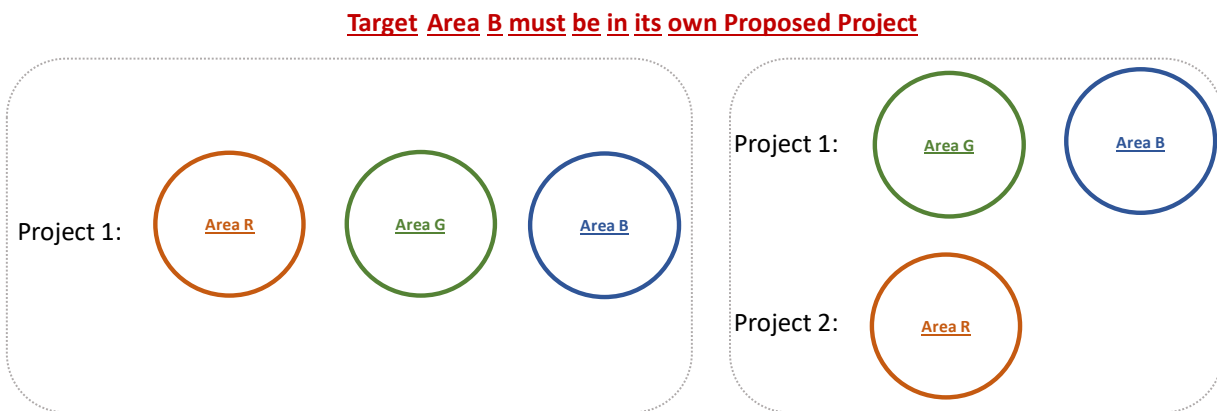 Target Area B must be in its own Proposed Project
Project 1:
Area R
Area G
Area B
Project 1:
Area G
Area B
Project 2:
Area R